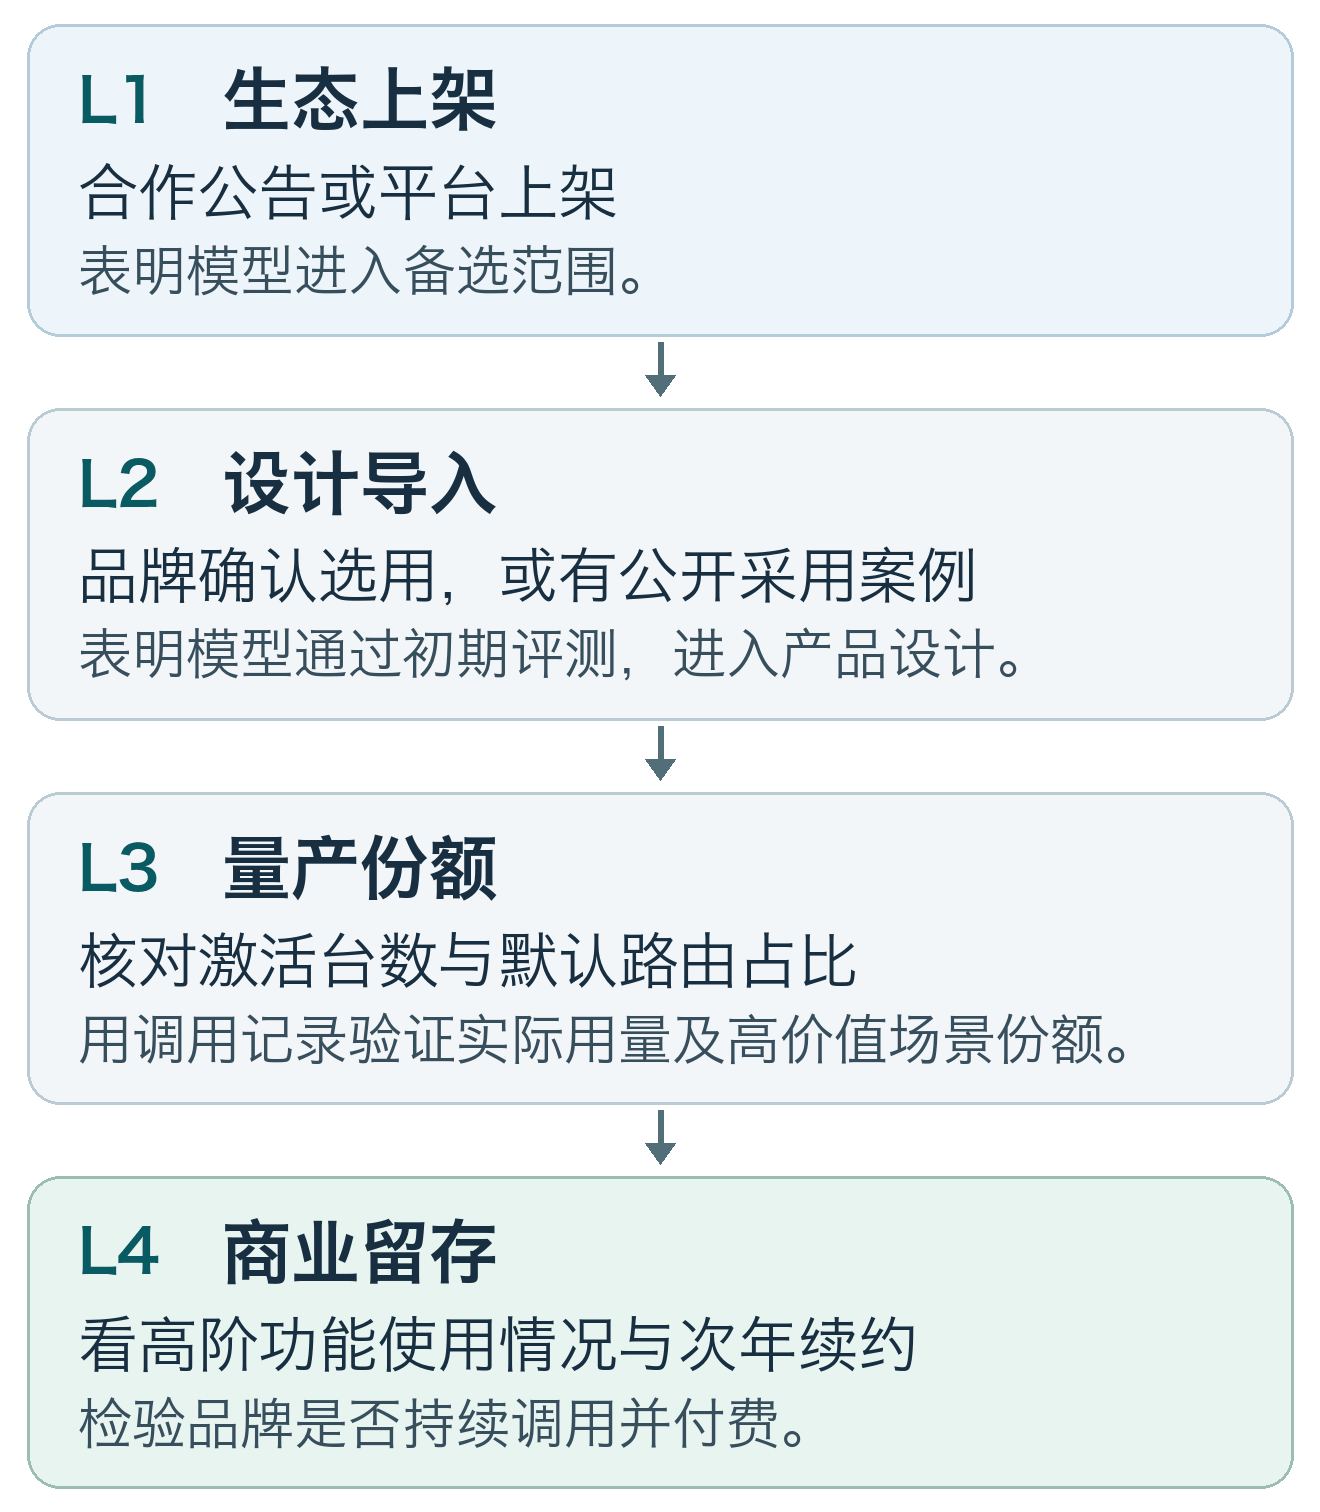 L1 生态上架
合作公告或平台上架
表明模型进入备选范围。
L2 设计导入
品牌确认选用，或有公开采用案例
表明模型通过初期评测，进入产品设计。
L3 量产份额
核对激活台数与默认路由占比
用调用记录验证实际用量及高价值场景份额。
L4 商业留存
看高阶功能使用情况与次年续约
检验品牌是否持续调用并付费。